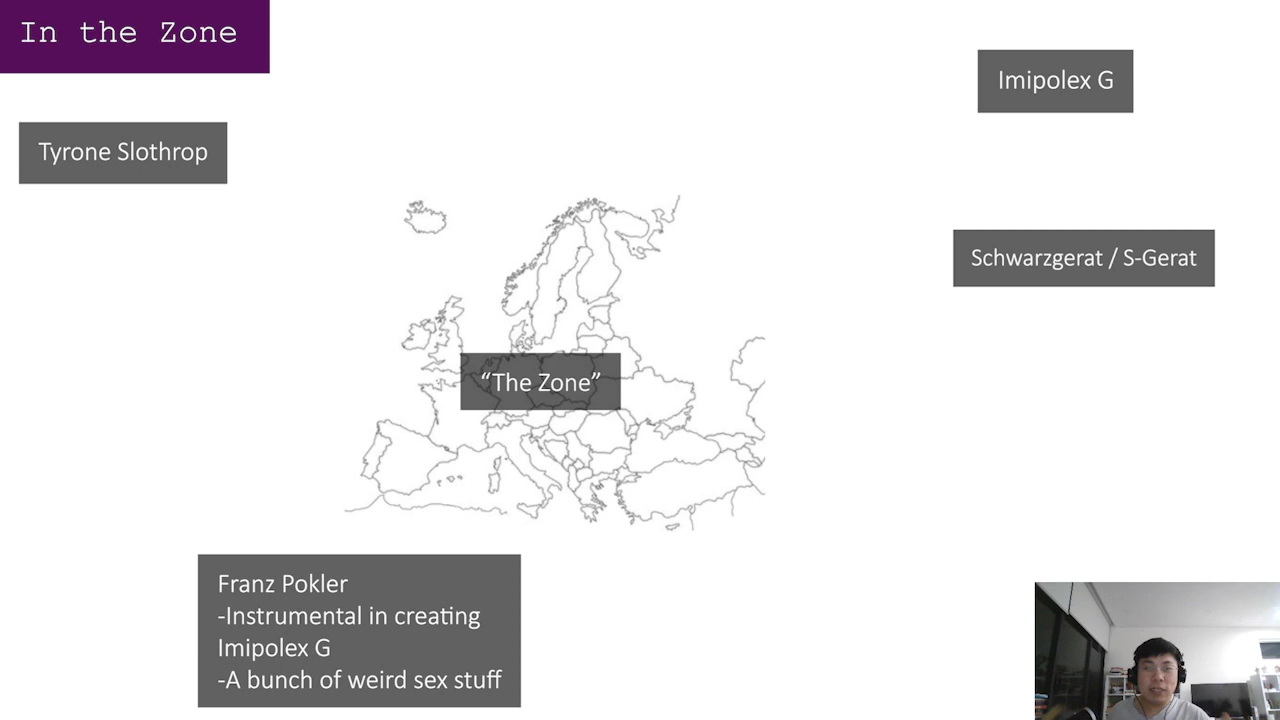 In the Zone
Imipolex G
Tyrone Slothrop
Schwarzgerat / S-Gerat
“The Zone”
Franz Pokler
-Instrumental in creating
Imipolex G
-A bunch of weird sex stuff